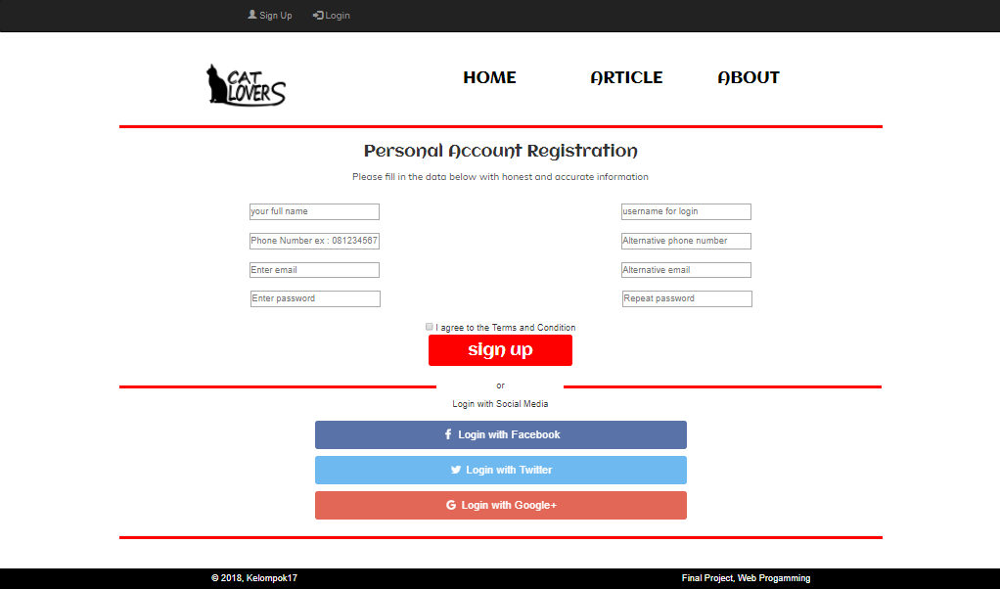 Sign Up Login
CAT
LOVERS
HOME ARTICLE ABOUT
Personal Account Registration
Please fill in the data below with honest and accurate information
your full name username for login
Phone Number ex : 081234567 Alternative phone number
Enter email Alternative email
Enter password Repeat password
I agree to the Terms and Condition
sign up
or
Login with Social Media
Login with Facebook
Login with Twitter
Login with Google+
© 2018, Kelompok17 Final Project, Web Progamming